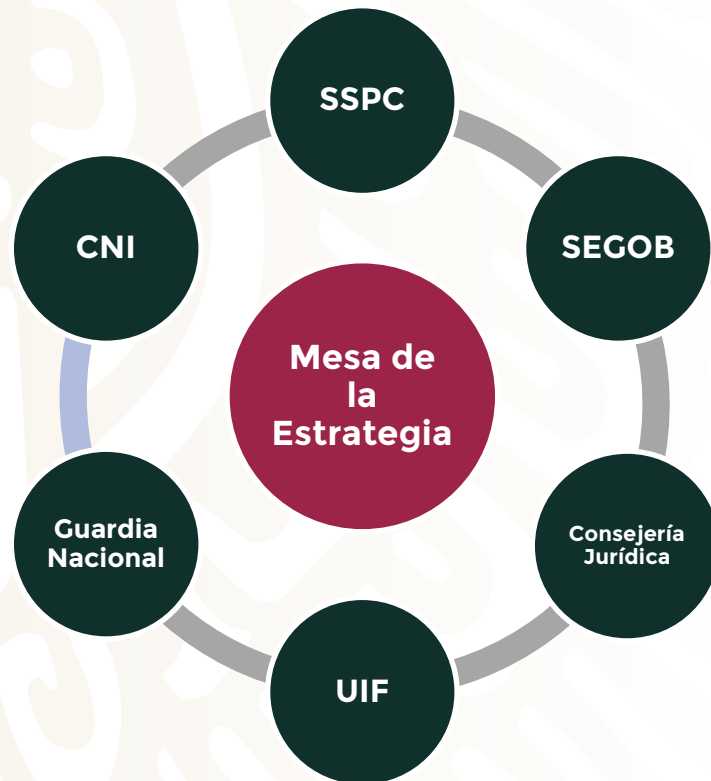 SSPC
CNI
SEGOB
Mesa de
la
Estrategia
Guardia
Nacional
Consejería
Jurídica
UIF